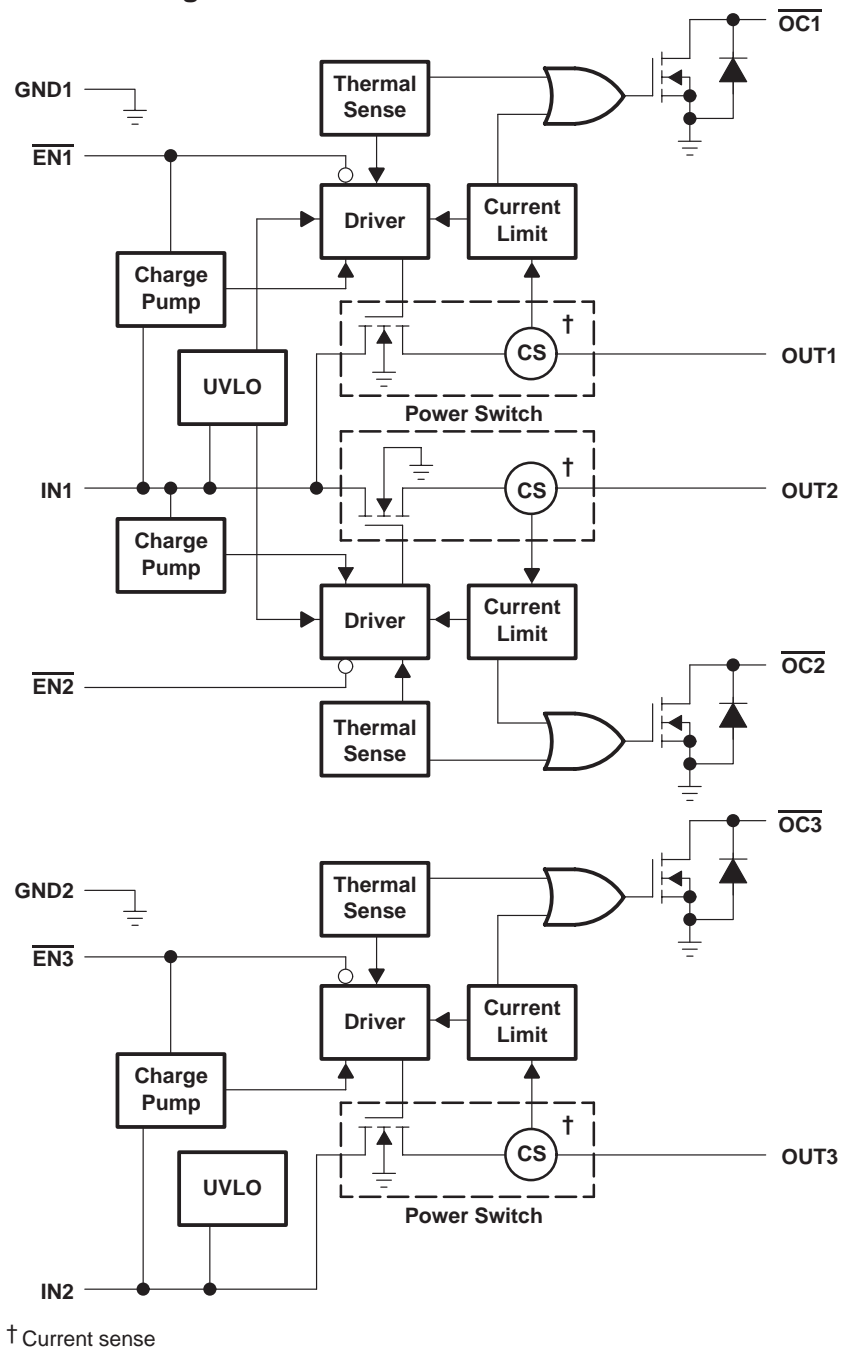 OC1
Thermal
Sense
GND1
EN1
Driver
Current
Limit
Charge
Pump
†
CS
OUT1
UVLO
Power Switch
IN1
†
CS
OUT2
Charge
Pump
Driver
Current
Limit
OC2
EN2
Thermal
Sense
OC3
Thermal
Sense
GND2
EN3
Driver
Current
Limit
Charge
Pump
†
CS
OUT3
UVLO
Power Switch
IN2
† Current sense